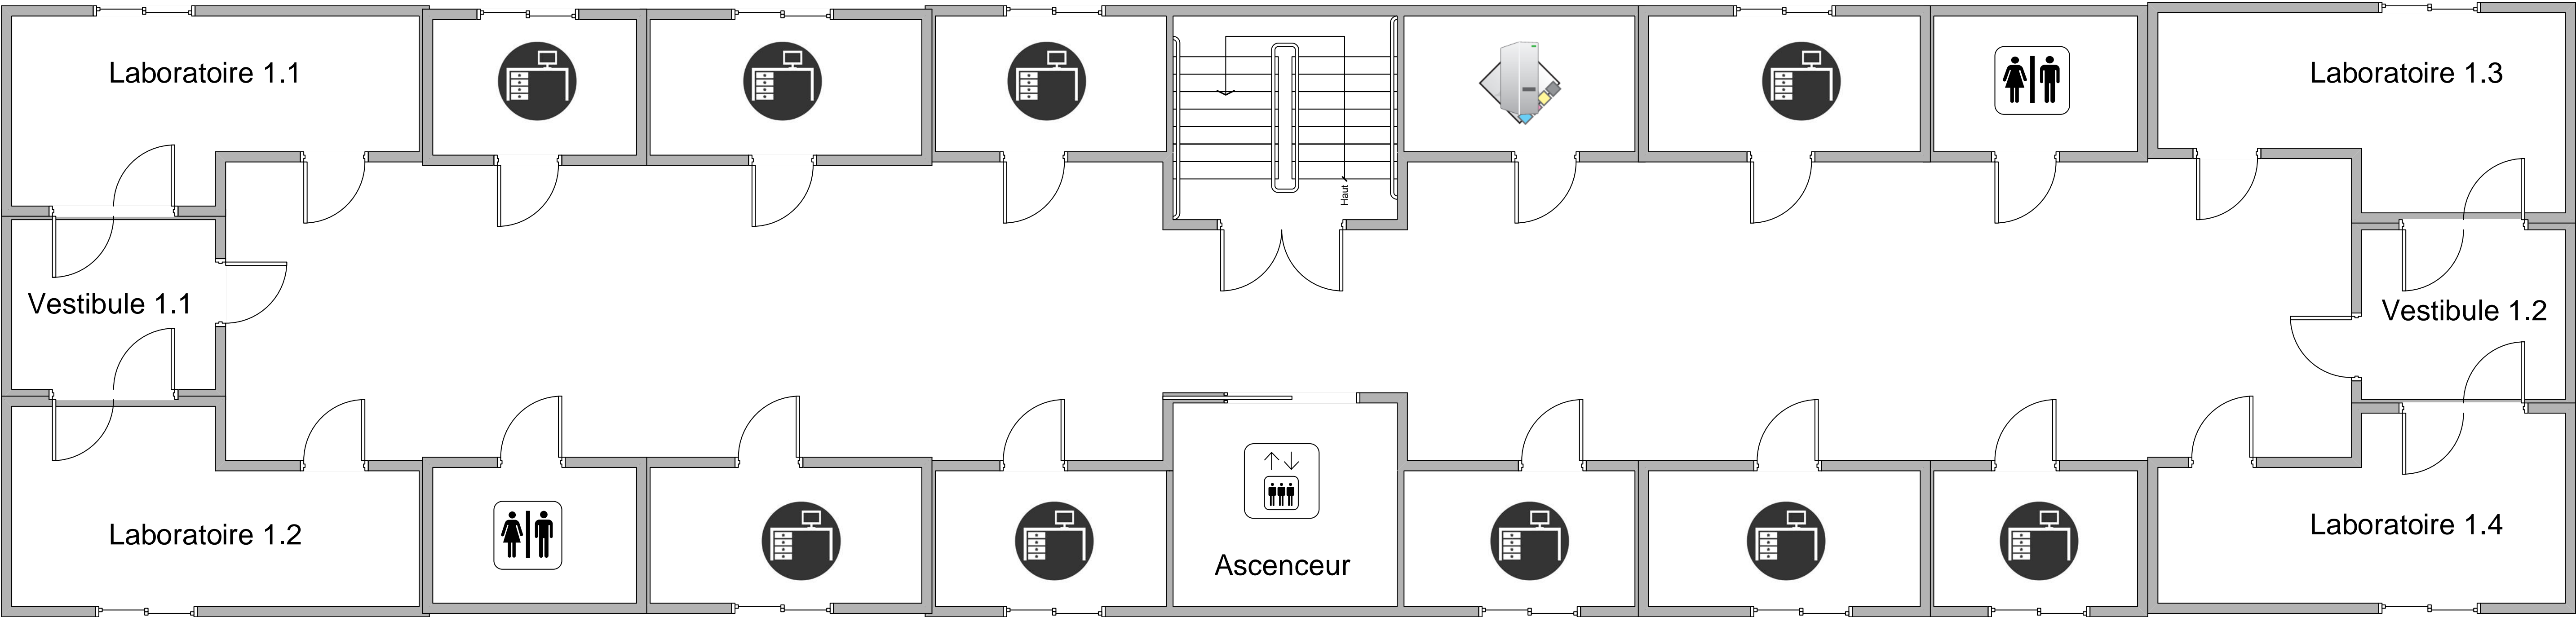 Laboratoire 1.1
Laboratoire 1.3
Haut
Vestibule 1.1
Vestibule 1.2
Laboratoire 1.2
Laboratoire 1.4
Ascenceur